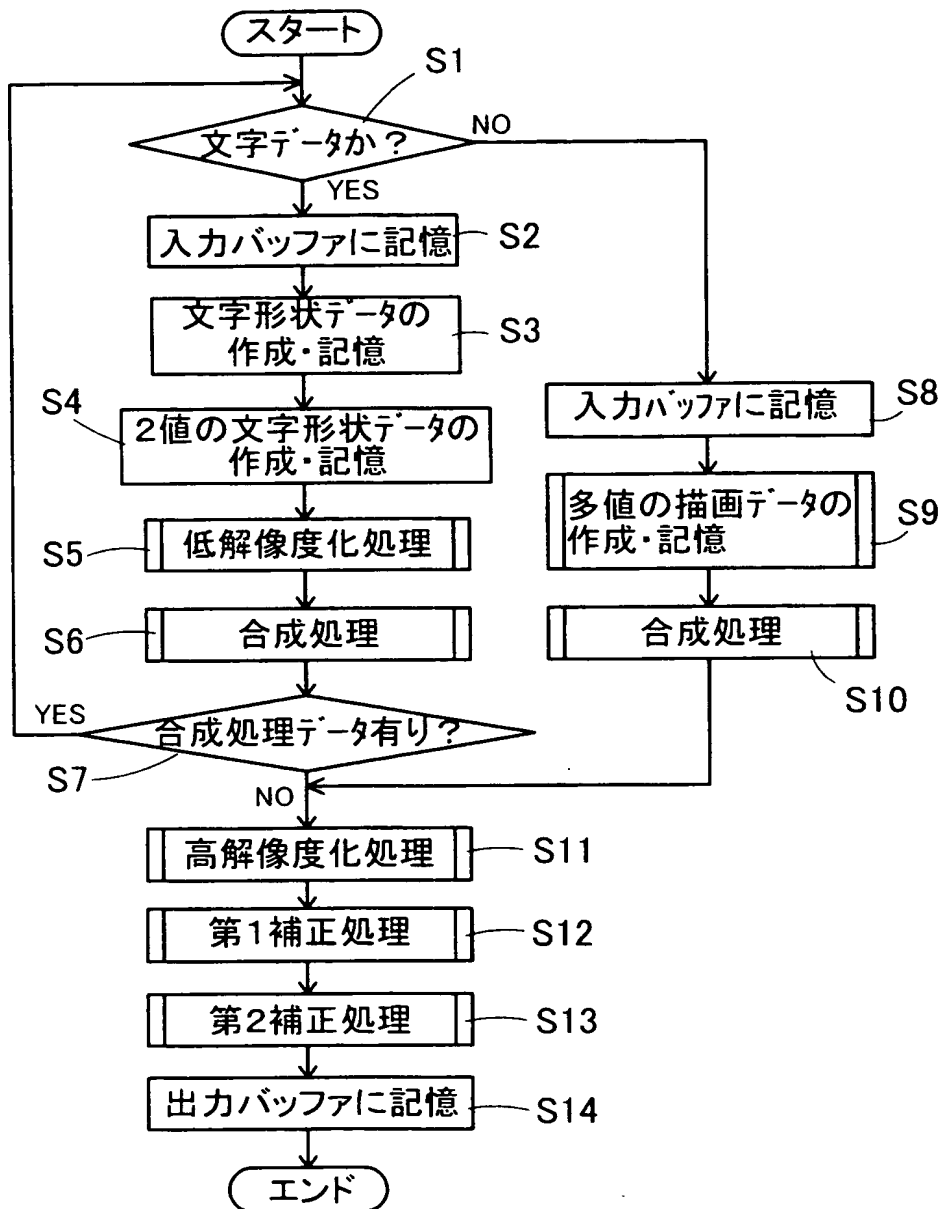 スタート
S1
文字データか？
NO
YES
入力バッファに記憶
S2
文字形状データの
作成・記憶
S3
S4
2値の文字形状データの
作成・記憶
入力バッファに記憶
S8
多値の描画データの
作成・記憶
S9
S5
低解像度化処理
S6
合成処理
合成処理
S10
YES
合成処理データ有り？
S7
NO
高解像度化処理
S11
第1補正処理
S12
第2補正処理
S13
出力バッファに記憶
S14
エンド